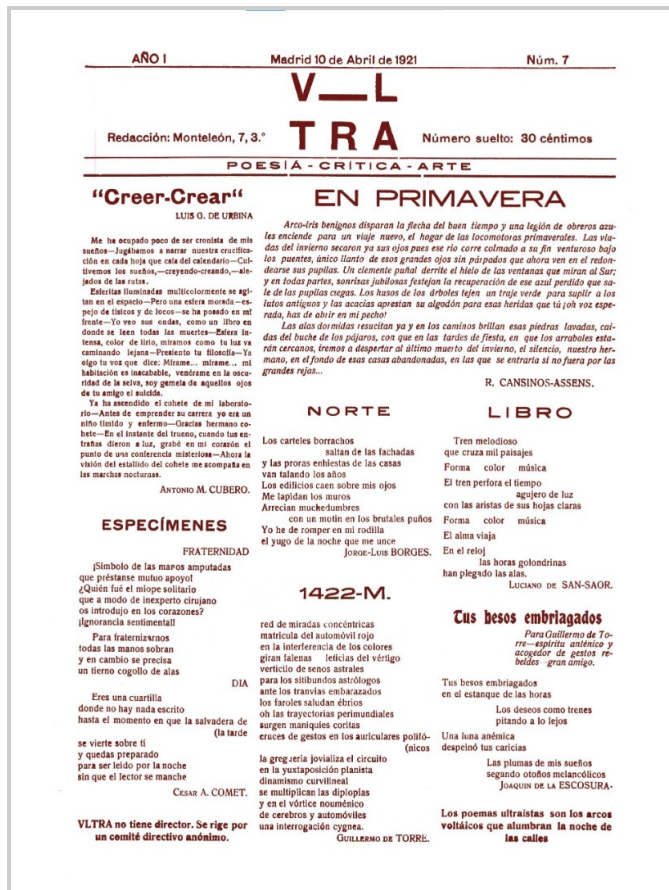 AÑO I
Madrid 10 de Abril de 1921
Núm. 7
V_L
TRA
Redacción: Monteleón, 7, 3.°
Número suelto: 30 céntimos
POESÍA-CRÍTICA-ARTE
“Creer-Crear“
LUIS G. DE URBINA
Me ha ocupado poco de ser cronista de mis
sueños—Jugábamos a narrar nuestra crucifica-
ción en cada hoja que caía del calendario—Cul-
tivemos los sueños,—creyendo-creando,—ale-
jados de las rutas.
Esferitas iluminadas multicolormente se agi-
tan en el espacio—Pero una esfera morada—es-
pejo de tísicos y de locos—se ha posado en mi
frente—Yo veo sus ondas, como un libro en
donde se leen todas las muertes—Esfera in-
tensa, color de lirio, miramos como tu luz va
caminando lejana—Presiento tu filosofía—Ya
oigo tu voz que dice: Mírame... mírame... mi
habitación es inacabable, venérame en la oscu-
ridad de la selva, soy gemela de aquellos ojos
de tu amigo el suicida.
Ya ha ascendido el cohete de mi laborato-
rio—Antes de emprender su carrera yo era un
niño tímido y enfermo—Gracias hermano co-
hete—En el instante del trueno, cuando tus en-
trañas dieron a luz, grabé en mi corazón el
punto de una conferencia misteriosa—Ahora la
visión del estallido del cohete me acompaña en
las marchas nocturnas.
ANTONIO M. CUBERO.
ESPECÍMENES
FRATERNIDAD
¡Símbolo de las manos amputadas
que préstanse mutuo apoyo!
¿Quién fué el miope solitario
que a modo de inexperto cirujano
os introdujo en los corazones?
¡Ignorancia sentimental!
Para fraternizarnos
todas las manos sobran
y en cambio se precisa
un tierno cogollo de alas
DIA
Eres una cuartilla
donde no hay nada escrito
hasta el momento en que la salvadera de
(la tarde
se vierte sobre ti
y quedas preparado
para ser leído por la noche
sin que el lector se manche
CESAR A. COMET.
VLTRA no tiene director. Se rige por
un comité directivo anónimo.
EN PRIMAVERA
Arco-iris benignos disparan la flecha del buen tiempo y una legión de obreros azu-
les enciende para un viaje nuevo, el hogar de las locomotoras primaverales. Las viu-
das del invierno secaron ya sus ojos pues ese río corre colmado a su fin venturoso bajo
los puentes, único llanto de esos grandes ojos sin párpados que ahora ven en el redon-
dearse sus pupilas. Un clemente puñal derrite el hielo de las ventanas que miran al Sur;
y en todas partes, sonrisas jubilosas festejan la recuperación de ese azul perdido que sa-
le de las pupilas ciegas. Los husos de los árboles tejen un traje verde para suplir a los
lutos antiguos y las acacias aprestan su algodón para esas heridas que tú ¡oh voz espe-
rada, has de abrir en mi pecho!
Las alas dormidas resucitan ya y en los caminos brillan esas piedras lavadas, caí-
das del buche de los pájaros, con que en las tardes de fiesta, en que los arrabales esta-
rán cercanos, iremos a despertar al último muerto del invierno, el silencio, nuestro her-
mano, en el fondo de esas casas abandonadas, en las que se entraría si no fuera por las
grandes rejas...
R. CANSINOS-ASSENS.
NORTE
Los carteles borrachos
saltan de las fachadas
y las proras enhiestas de las casas
van talando los años
Los edificios caen sobre mis ojos
Me lapidan los muros
Arrecian muchedumbres
con un motin en los brutales puños
Yo he de romper en mi rodilla
el yugo de la noche que me unce
JORGE-LUIS BORGES.
1422-M.
red de miradas concéntricas
matricula del automóvil rojo
en la interferencia de los colores
giran falenas leticias del vértigo
verticilo de senos astrales
para los sitibundos astrólogos
ante los tranvias embarazados
los faroles saludan ébrios
oh las trayectorias perimundiales
surgen maniquies coritas
cruces de gestos en los auriculares polifó-
(nicos
la greguería jovializa el circuito
en la yuxtaposición planista
dinamismo curvilineal
se multiplican las diplopias
y en el vórtice nouménico
de cerebros y automóviles
una interrogación cygnea.
GUILLERMO DE TORRE.
LIBRO
Tren melodioso
que cruza mil paisajes
Forma color música
El tren perfora el tiempo
agujero de luz
con las aristas de sus hojas claras
Forma color música
El alma viaja
En el reloj
las horas golondrinas
han plegado las alas.
LUCIANO DE SAN-SAOR.
Tus besos embriagados
Para Guillermo de To-
rre—espíritu anténico y
acogedor de gestos re-
beldes—gran amigo.
Tus besos embriagados
en el estanque de las horas
Los deseos como trenes
pitando a lo lejos
Una luna anémica
despeinó tus caricias
Las plumas de mis sueños
segando otoños melancólicos
JOAQUIN DE LA ESCOSURA.
Los poemas ultraístas son los arcos
voltáicos que alumbran la noche de
las calles